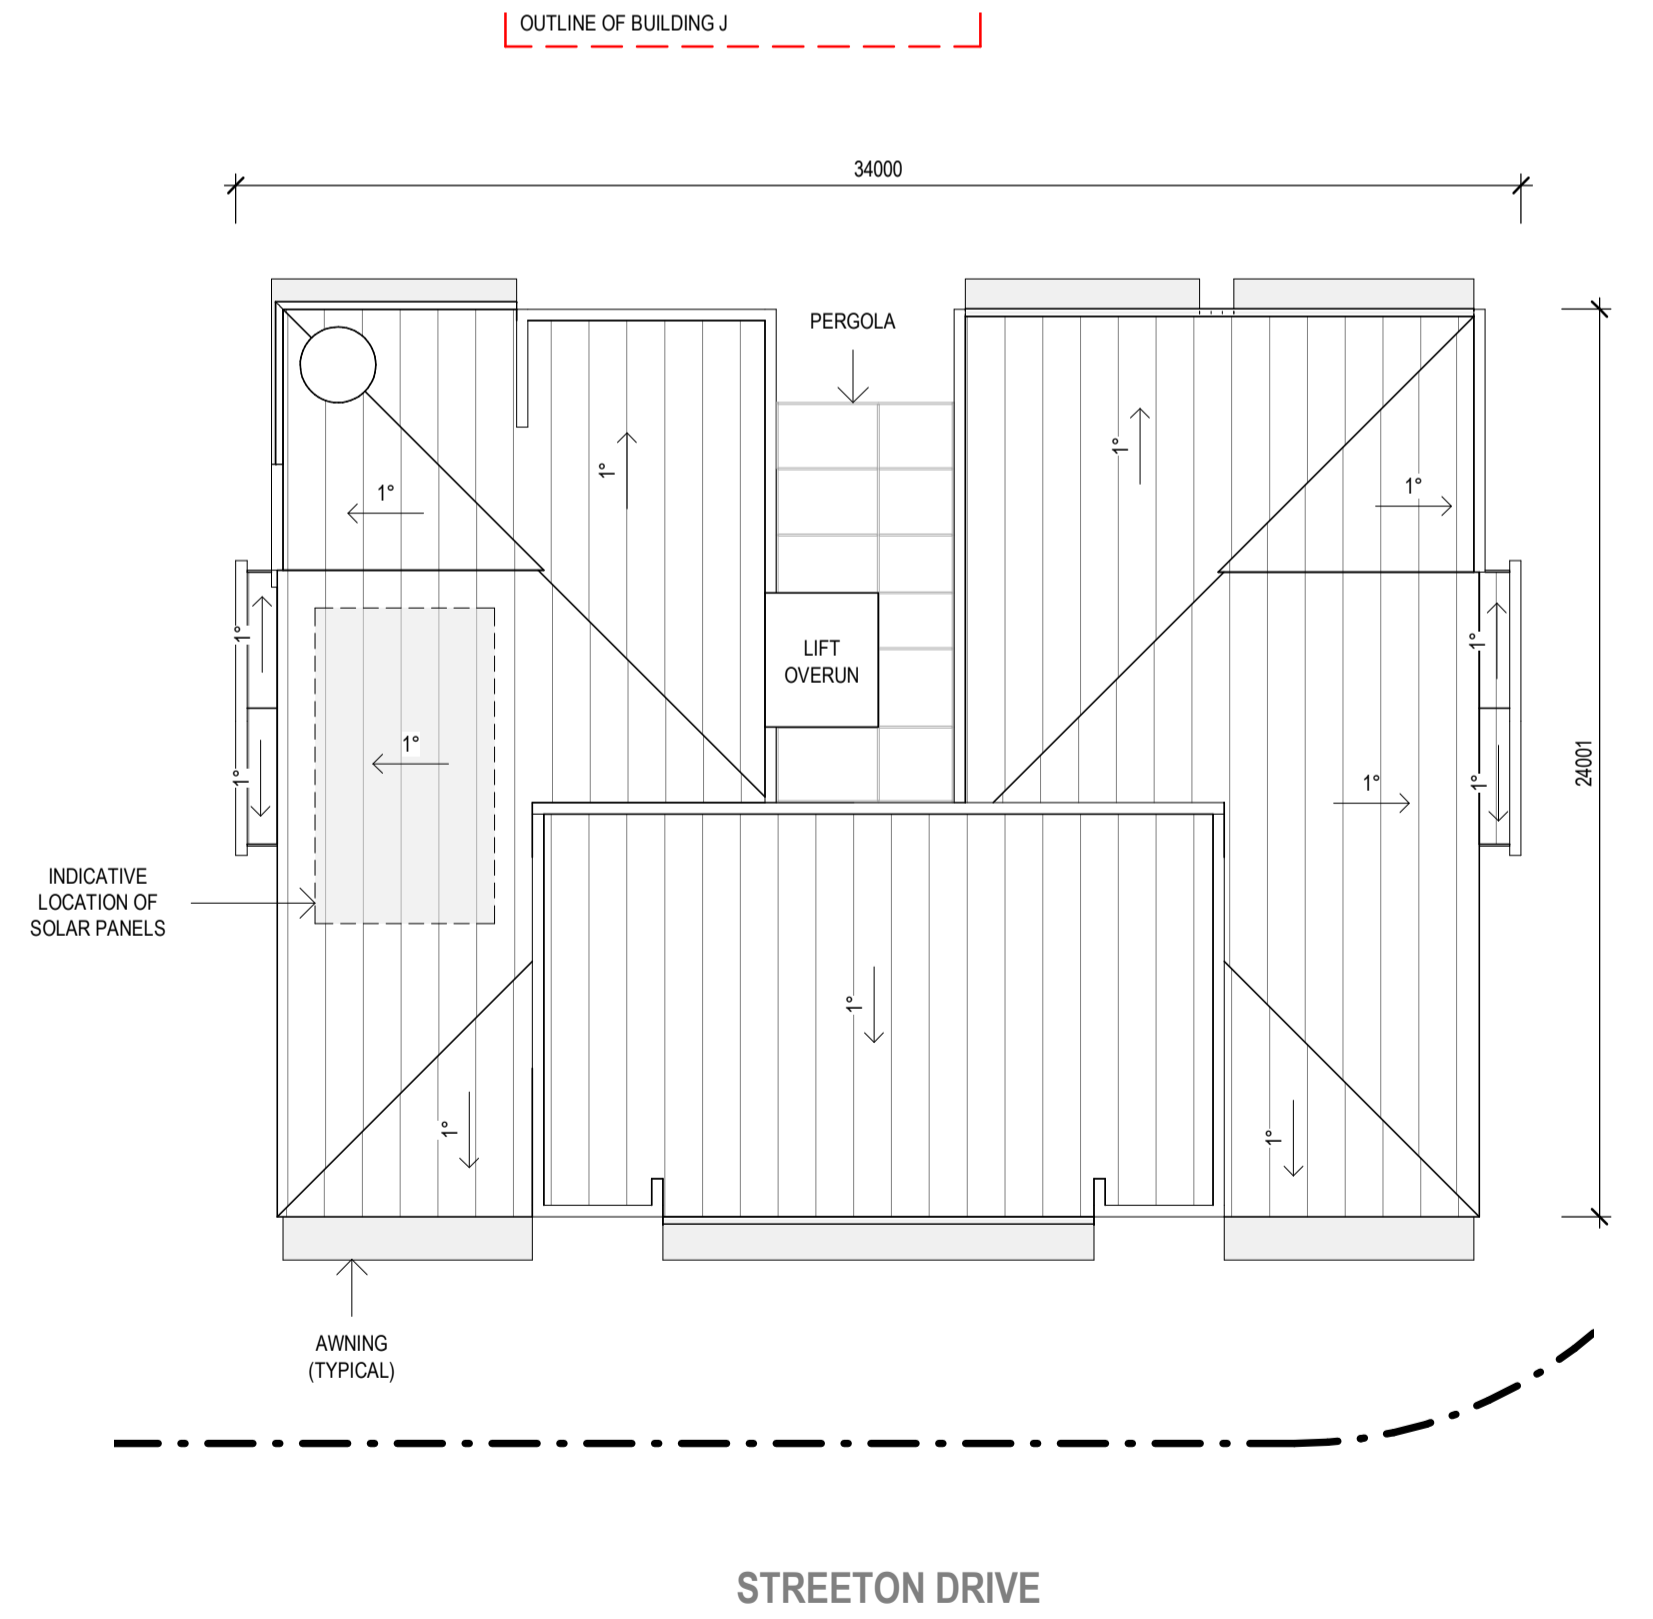 OUTLINE OF BUILDING J
34000
PERGOLA
1°
1°
1°
1°
1°
1°
LIFT
OVERUN
1°
1°
1°
1°
1°
24001
INDICATIVE
LOCATION OF
SOLAR PANELS
1°
1°
1°
AWNING
(TYPICAL)
STREETON DRIVE